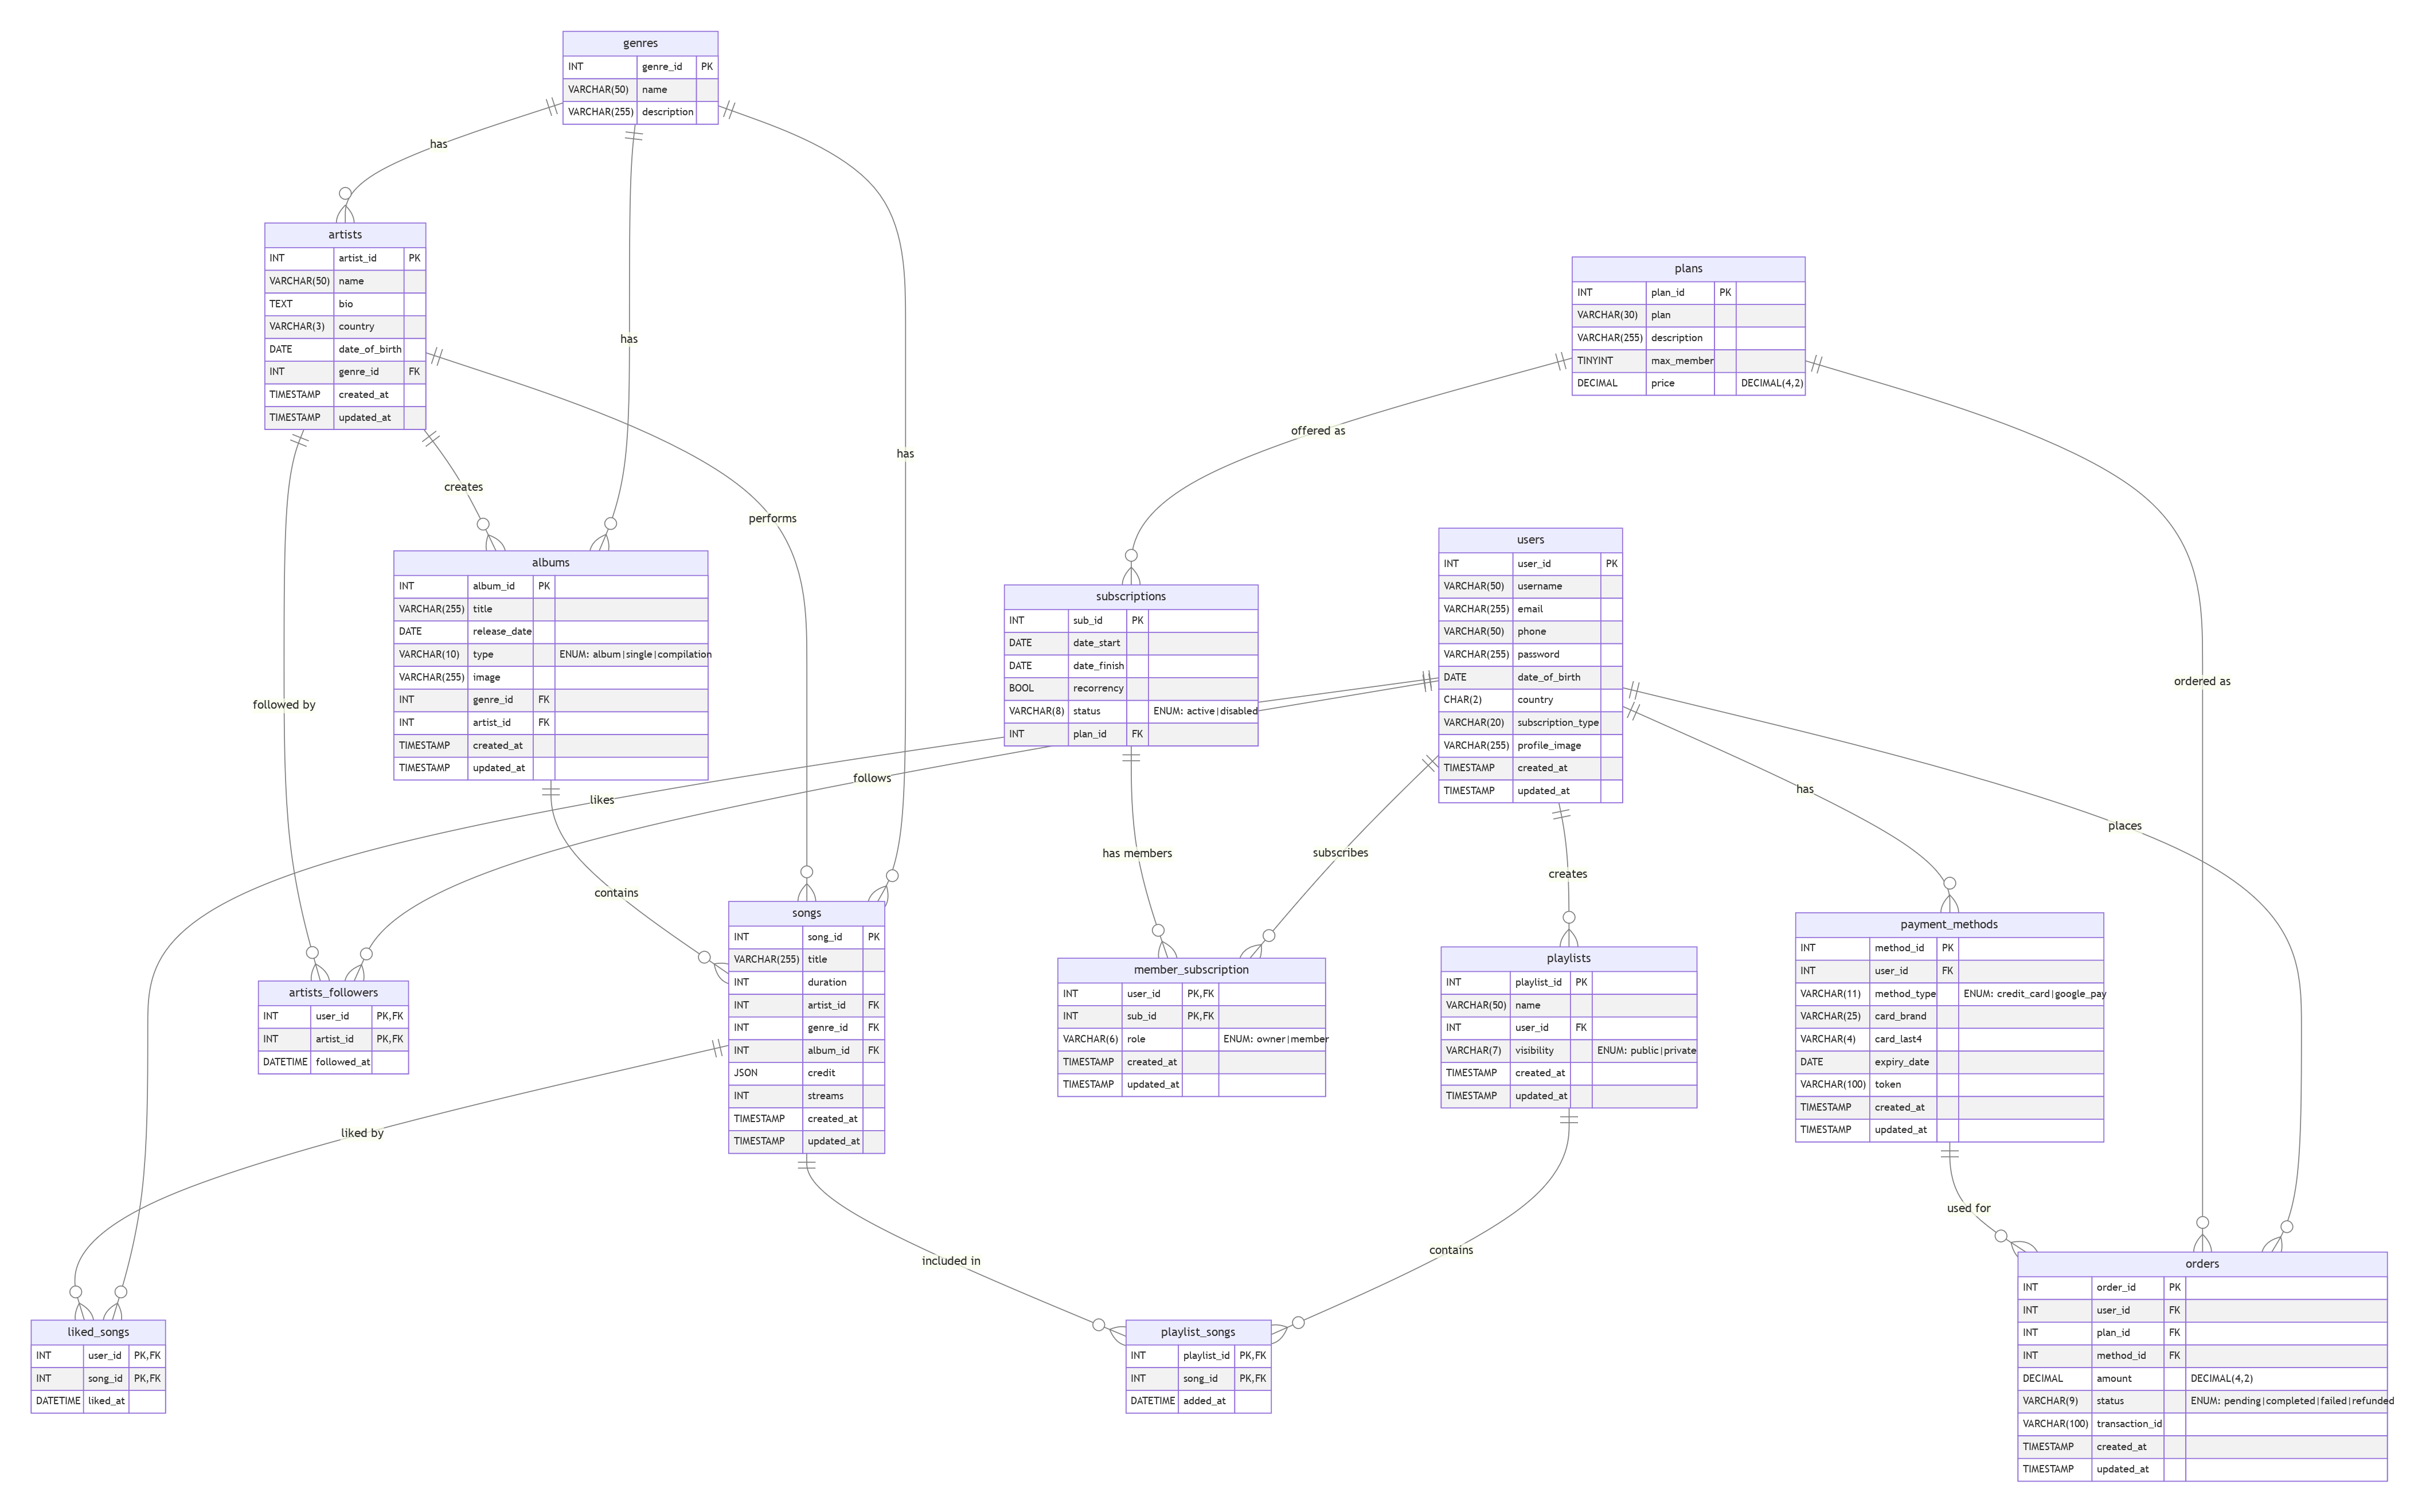 genres
INT genre_id PK
VARCHAR(50) name
VARCHAR(255) description
has
has
has
artists
INT artist_id PK
VARCHAR(50) name
TEXT bio
VARCHAR(3) country
DATE date_of_birth
INT genre_id FK
TIMESTAMP created_at
TIMESTAMP updated_at
plans
INT plan_id PK
VARCHAR(30) plan
VARCHAR(255) description
TINYINT max_member
DECIMAL price DECIMAL(4,2)
offered as
creates
performs
albums
INT album_id PK
VARCHAR(255) title
DATE release_date
VARCHAR(10) type ENUM: album|single|compilation
VARCHAR(255) image
INT genre_id FK
INT artist_id FK
TIMESTAMP created_at
TIMESTAMP updated_at
subscriptions
INT sub_id PK
DATE date_start
DATE date_finish
BOOL recorrency
VARCHAR(8) status ENUM: active|disabled
INT plan_id FK
users
INT user_id PK
VARCHAR(50) username
VARCHAR(255) email
VARCHAR(50) phone
VARCHAR(255) password
DATE date_of_birth
CHAR(2) country
VARCHAR(20) subscription_type
VARCHAR(255) profile_image
TIMESTAMP created_at
TIMESTAMP updated_at
ordered as
followed by
follows
likes
has
places
has members
subscribes
creates
contains
songs
INT song_id PK
VARCHAR(255) title
INT duration
INT artist_id FK
INT genre_id FK
INT album_id FK
JSON credit
INT streams
TIMESTAMP created_at
TIMESTAMP updated_at
artists_followers
INT user_id PK,FK
INT artist_id PK,FK
DATETIME followed_at
member_subscription
INT user_id PK,FK
INT sub_id PK,FK
VARCHAR(6) role ENUM: owner|member
TIMESTAMP created_at
TIMESTAMP updated_at
playlists
INT playlist_id PK
VARCHAR(50) name
INT user_id FK
VARCHAR(7) visibility ENUM: public|private
TIMESTAMP created_at
TIMESTAMP updated_at
payment_methods
INT method_id PK
INT user_id FK
VARCHAR(11) method_type ENUM: credit_card|google_pay
VARCHAR(25) card_brand
VARCHAR(4) card_last4
DATE expiry_date
VARCHAR(100) token
TIMESTAMP created_at
TIMESTAMP updated_at
liked by
used for
included in
contains
liked_songs
INT user_id PK,FK
INT song_id PK,FK
DATETIME liked_at
playlist_songs
INT playlist_id PK,FK
INT song_id PK,FK
DATETIME added_at
orders
INT order_id PK
INT user_id FK
INT plan_id FK
INT method_id FK
DECIMAL amount DECIMAL(4,2)
VARCHAR(9) status ENUM: pending|completed|failed|refunded
VARCHAR(100) transaction_id
TIMESTAMP created_at
TIMESTAMP updated_at